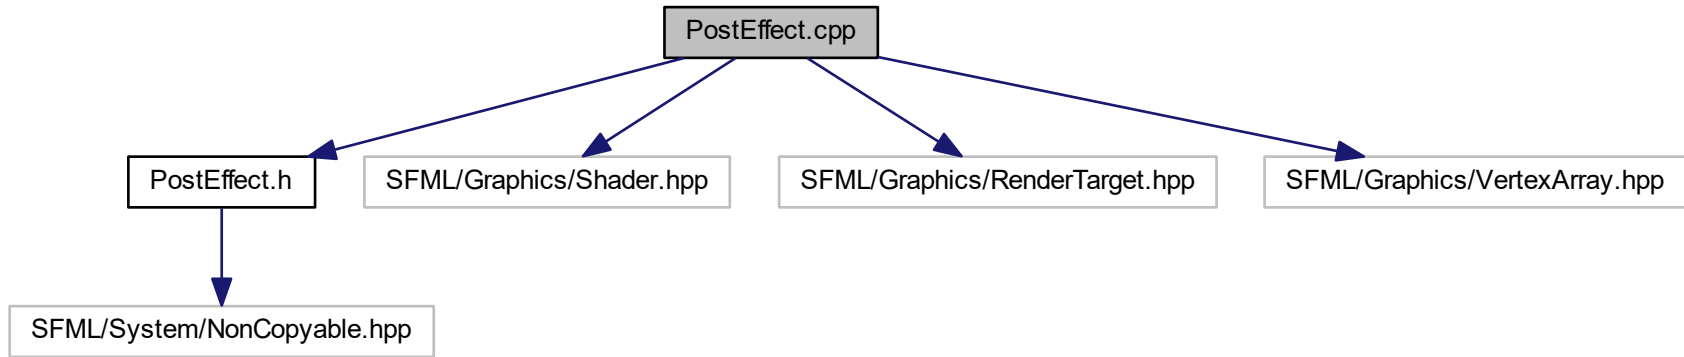 PostEffect.cpp
PostEffect.h
SFML/Graphics/Shader.hpp
SFML/Graphics/RenderTarget.hpp
SFML/Graphics/VertexArray.hpp
SFML/System/NonCopyable.hpp